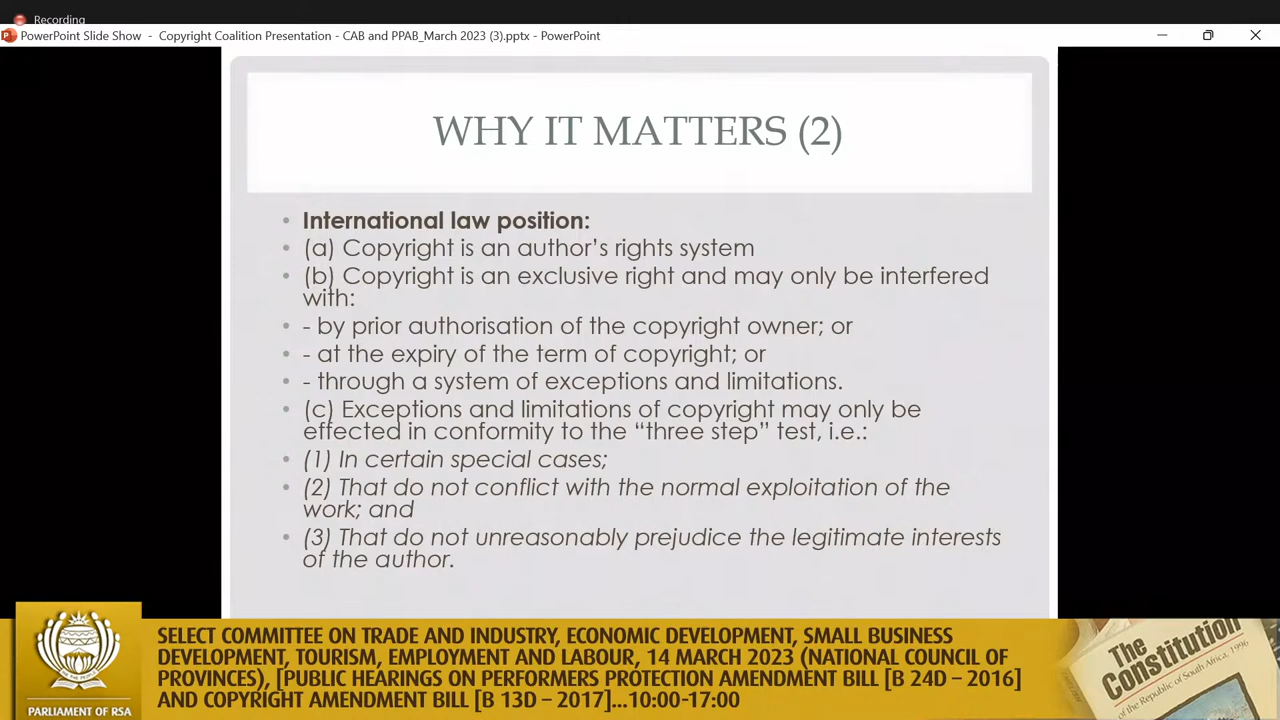 Recording
PowerPoint Slide Show - Copyright Coalition Presentation - CAB and PPAB_March 2023 (3).pptx - PowerPoint
WHY IT MATTERS (2)
• International law position:
• (a) Copyright is an author’s rights system
• (b) Copyright is an exclusive right and may only be interfered
with:
• - by prior authorisation of the copyright owner; or
• - at the expiry of the term of copyright; or
• - through a system of exceptions and limitations.
• (c) Exceptions and limitations of copyright may only be
effected in conformity to the “three step” test, i.e.:
• (1) In certain special cases;
• (2) That do not conflict with the normal exploitation of the
work; and
• (3) That do not unreasonably prejudice the legitimate interests
of the author.
SELECT COMMITTEE ON TRADE AND INDUSTRY, ECONOMIC DEVELOPMENT, SMALL BUSINESS
DEVELOPMENT, TOURISM, EMPLOYMENT AND LABOUR, 14 MARCH 2023 (NATIONAL COUNCIL OF
PROVINCES), [PUBLIC HEARINGS ON PERFORMERS PROTECTION AMENDMENT BILL [B 24D – 2016]
AND COPYRIGHT AMENDMENT BILL [B 13D – 2017]...10:00-17:00
PARLIAMENT OF RSA
The
Constitution
of the Republic of South Africa, 1996